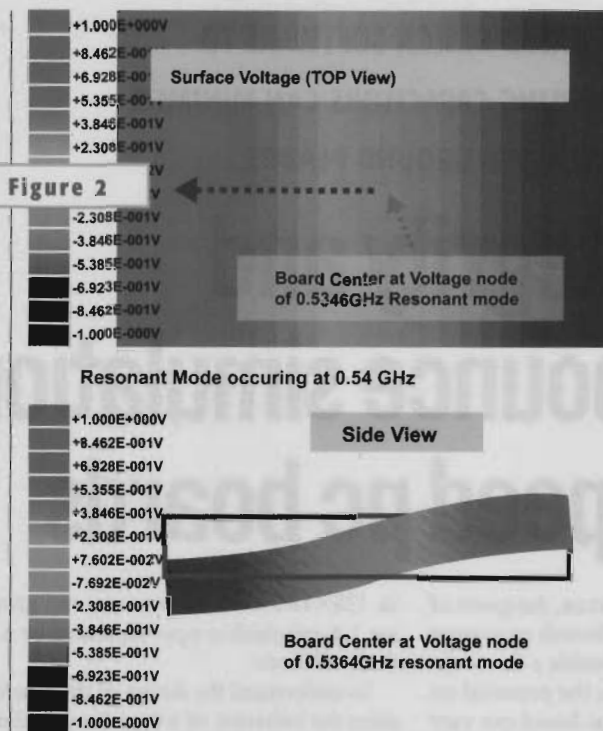 +1.000E+000V
+8.462E-00
+6.928E-00
Surface Voltage (TOP View)
+5.355E-00
+3.846E-001V
+2.308E-001V
2V
Figure 2
V
-2.308E-001V
-3.846E-001V
-5.385E-001V
-6.923E-001V
-8.462E-001V
-1.000E-000V
Board Center at Voltage node
of 0.5346GHz Resonant mode
Resonant Mode occuring at 0.54 GHz
+1.000E+000V
+8.462E-001V
+6.928E-001V
+5.355E-001V
+3.846E-001V
+2.308E-001V
+7.602E-002V
-7.692E-002V
-2.308E-001V
-3.846E-001V
-5.385E-001V
-6.923E-001V
-8.462E-001V
-1.000E-000V
Side View
Board Center at Voltage node
of 0.5364GHz resonant mode